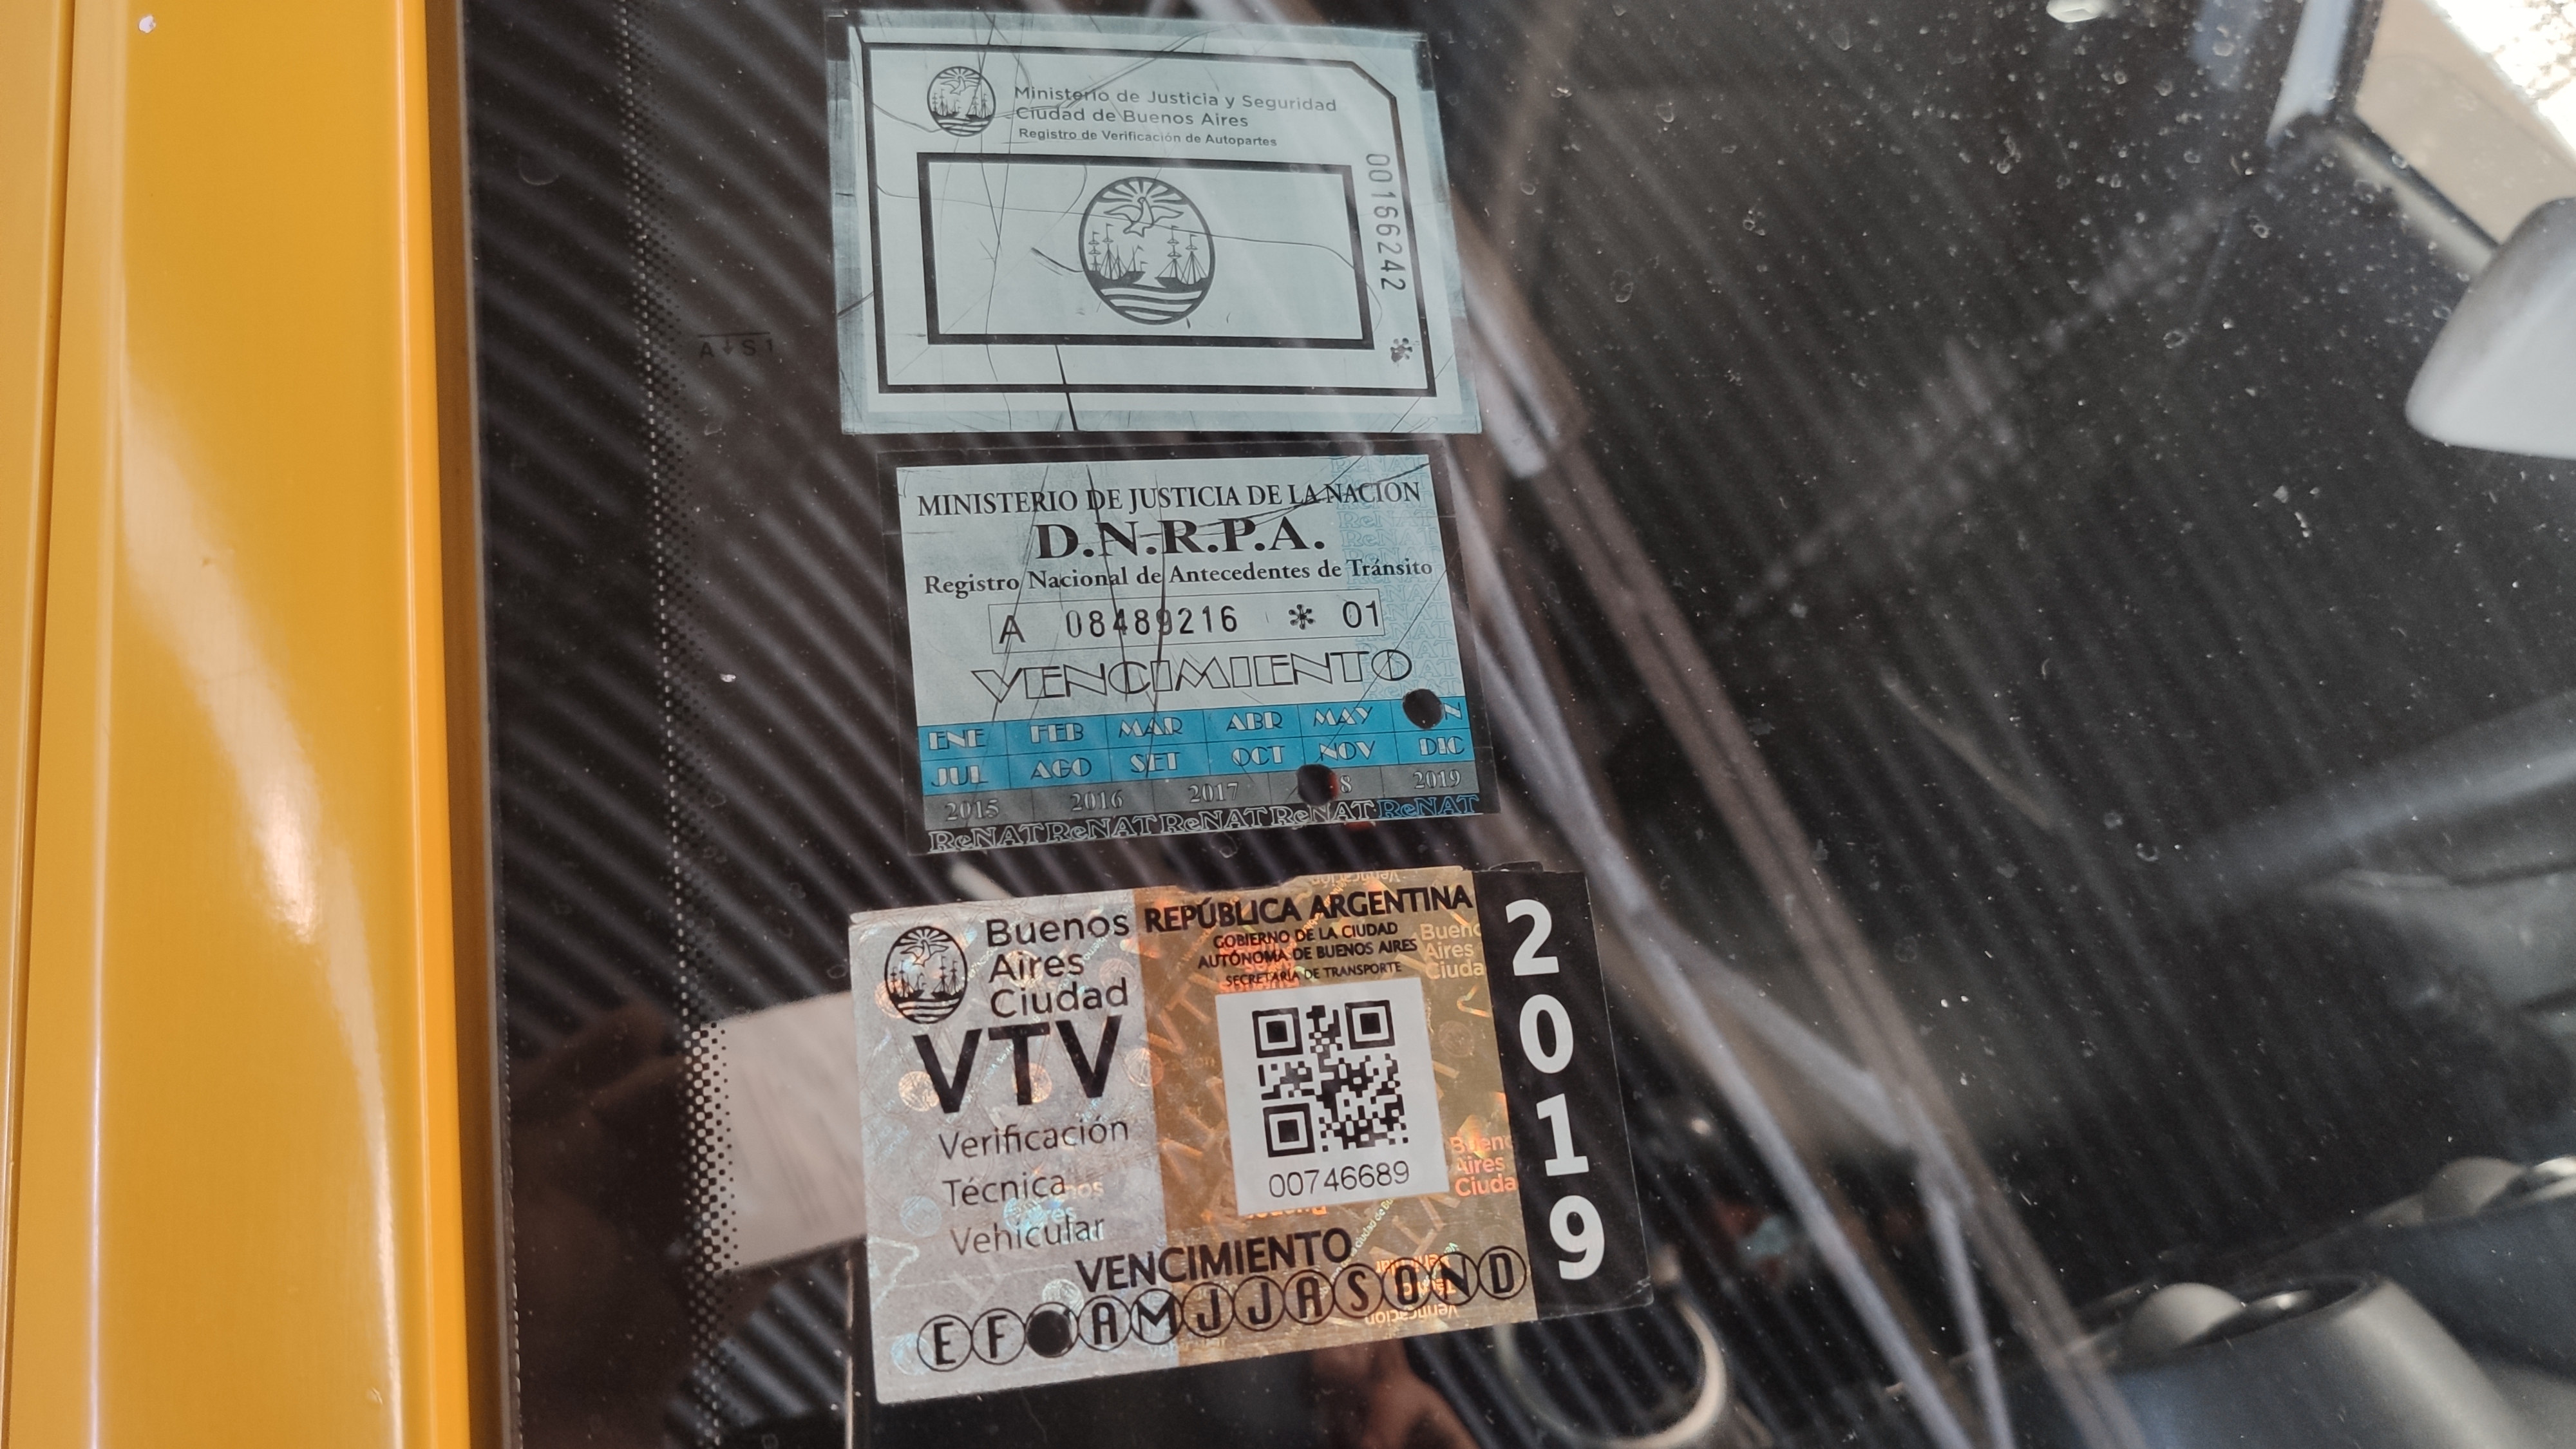 Ministerio de Justicia y Seguridad
Ciudad de Buenos Aires
Registro de Verificación de Autopartes
00166242 *
A S1
MINISTERIO DE JUSTICIA DE LA NACION
D.N.R.P.A.
Registro Nacional de Antecedentes de Tránsito
A 08489216 * 01
VENCIMIENTO
ENE FEB MAR ABR MAY N
JUL AGO SET OCT NOV DIC
2015 2016 2017 8 2019
ReNAT ReNAT ReNAT ReNAT ReNAT
Buenos
Aires
Ciudad
VTV
Verificación
Técnica
Vehicular
REPÚBLICA ARGENTINA
GOBIERNO DE LA CIUDAD
AUTÓNOMA DE BUENOS AIRES
SECRETARÍA DE TRANSPORTE
00746689
VENCIMIENTO
E F A M J J A S O N D
2019